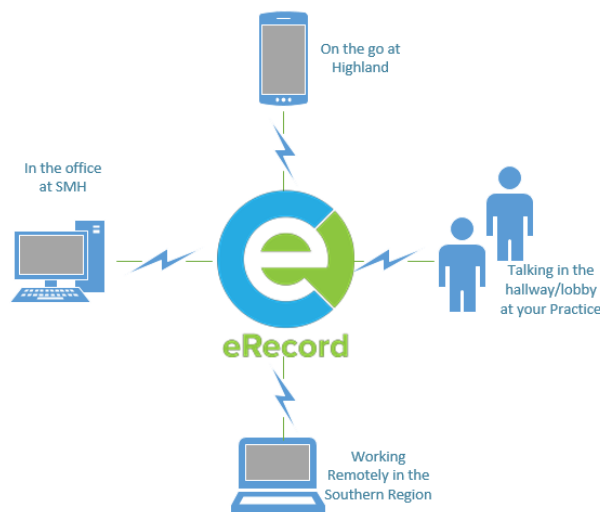 On the go at
Highland
In the office
at SMH
Talking in the
hallway/lobby
at your Practice
eRecord
Working
Remotely in the
Southern Region